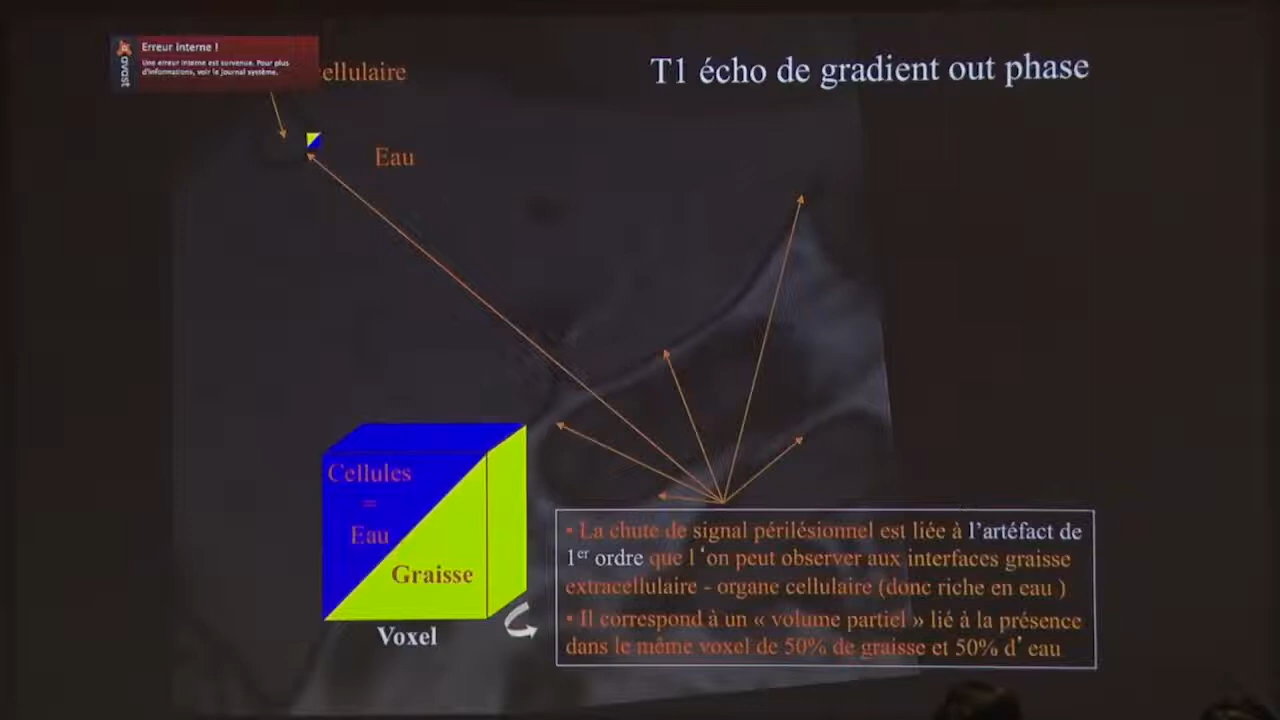 Erreur Interne !
Une erreur interne est survenue. Pour plus
d'informations, voir le journal système.
avast
cellulaire
T1 écho de gradient out phase
Eau
Cellules
=
Eau
Graisse
Voxel
• La chute de signal périlésionnel est liée à l'artéfact de
1er ordre que l'on peut observer aux interfaces graisse
extracellulaire - organe cellulaire (donc riche en eau )
• Il correspond à un « volume partiel » lié à la présence
dans le même voxel de 50% de graisse et 50% d'eau